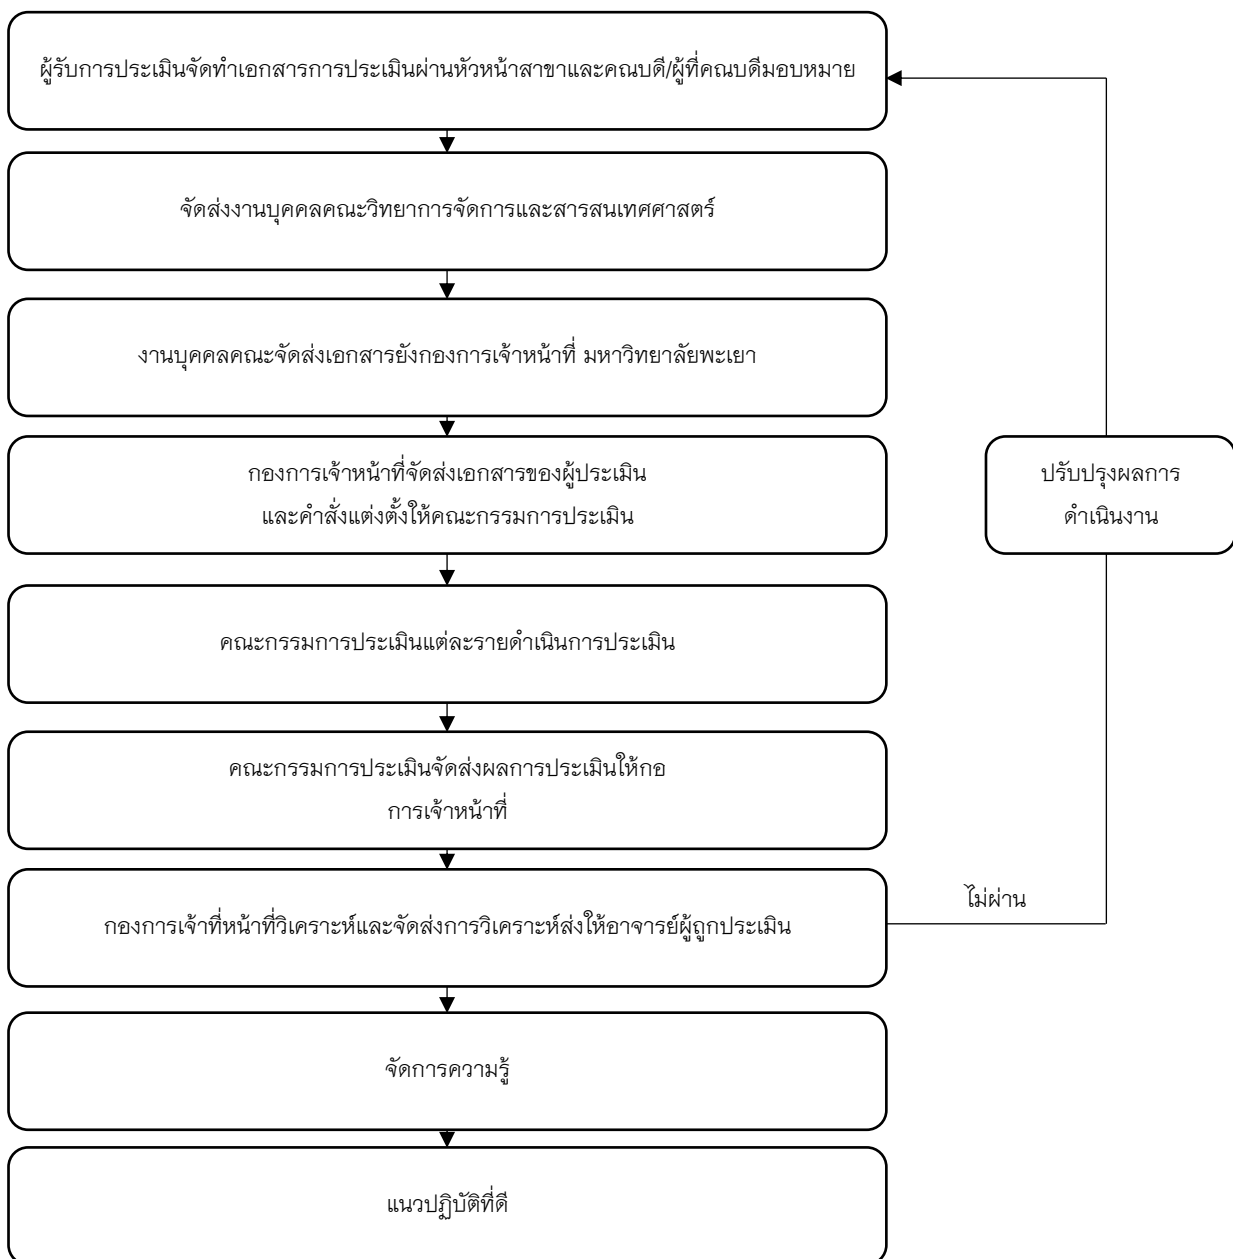 ผู้รับการประเมินจัดทำเอกสารการประเมินผ่านหัวหน้าสาขาและคณบดี/ผู้ที่คณบดีมอบหมาย
จัดส่งงานบุคคลคณะวิทยาการจัดการและสารสนเทศศาสตร์
งานบุคคลคณะจัดส่งเอกสารยังกองการเจ้าหน้าที่ มหาวิทยาลัยพะเยา
กองการเจ้าหน้าที่จัดส่งเอกสารของผู้ประเมิน
และคำสั่งแต่งตั้งให้คณะกรรมการประเมิน
ปรับปรุงผลการ
ดำเนินงาน
คณะกรรมการประเมินแต่ละรายดำเนินการประเมิน
คณะกรรมการประเมินจัดส่งผลการประเมินให้กอ
การเจ้าหน้าที่
ไม่ผ่าน
กองการเจ้าที่หน้าที่วิเคราะห์และจัดส่งการวิเคราะห์ส่งให้อาจารย์ผู้ถูกประเมิน
จัดการความรู้
แนวปฏิบัติที่ดี